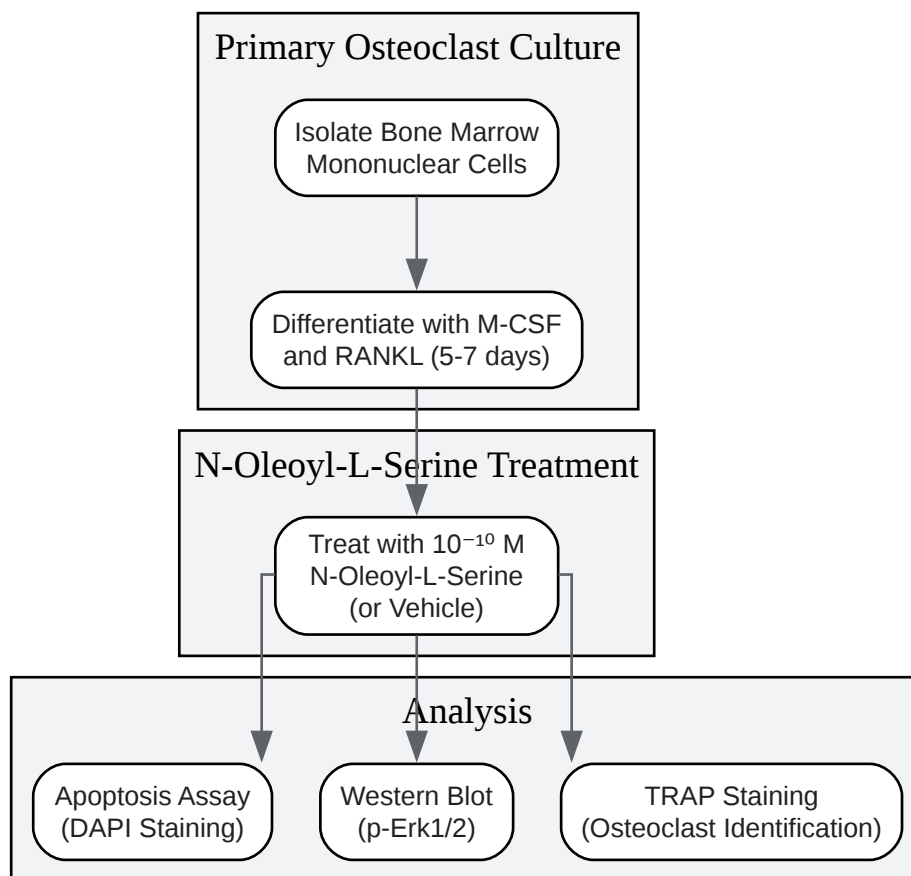 Primary Osteoclast Culture
Isolate Bone Marrow
Mononuclear Cells
Differentiate with M-CSF
and RANKL (5-7 days)
N-Oleoyl-L-Serine Treatment
Treat with 10⁻¹⁰ M
N-Oleoyl-L-Serine
(or Vehicle)
Analysis
Apoptosis Assay
(DAPI Staining)
Western Blot
(p-Erk1/2)
TRAP Staining
(Osteoclast Identification)